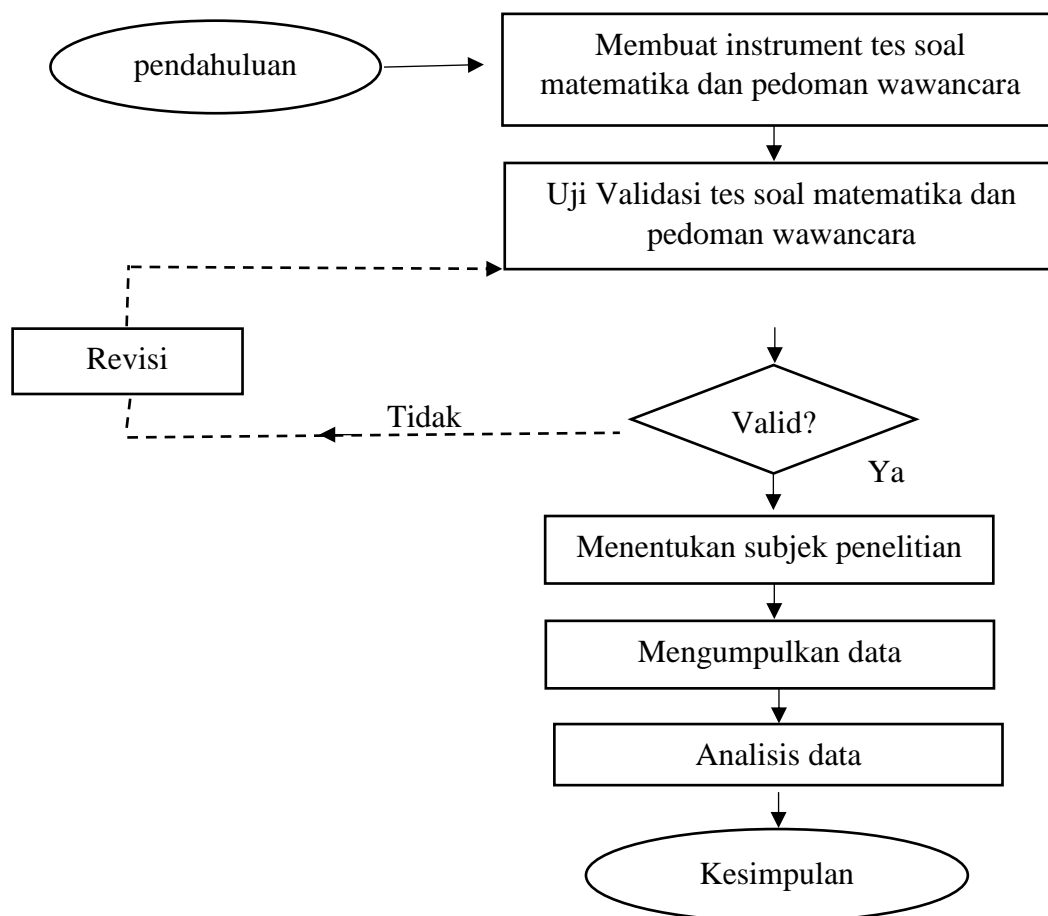 pendahuluan
Membuat instrument tes soal
matematika dan pedoman wawancara
Uji Validasi tes soal matematika dan
pedoman wawancara
Revisi
Tidak
Valid?
Ya
Menentukan subjek penelitian
Mengumpulkan data
Analisis data
Kesimpulan